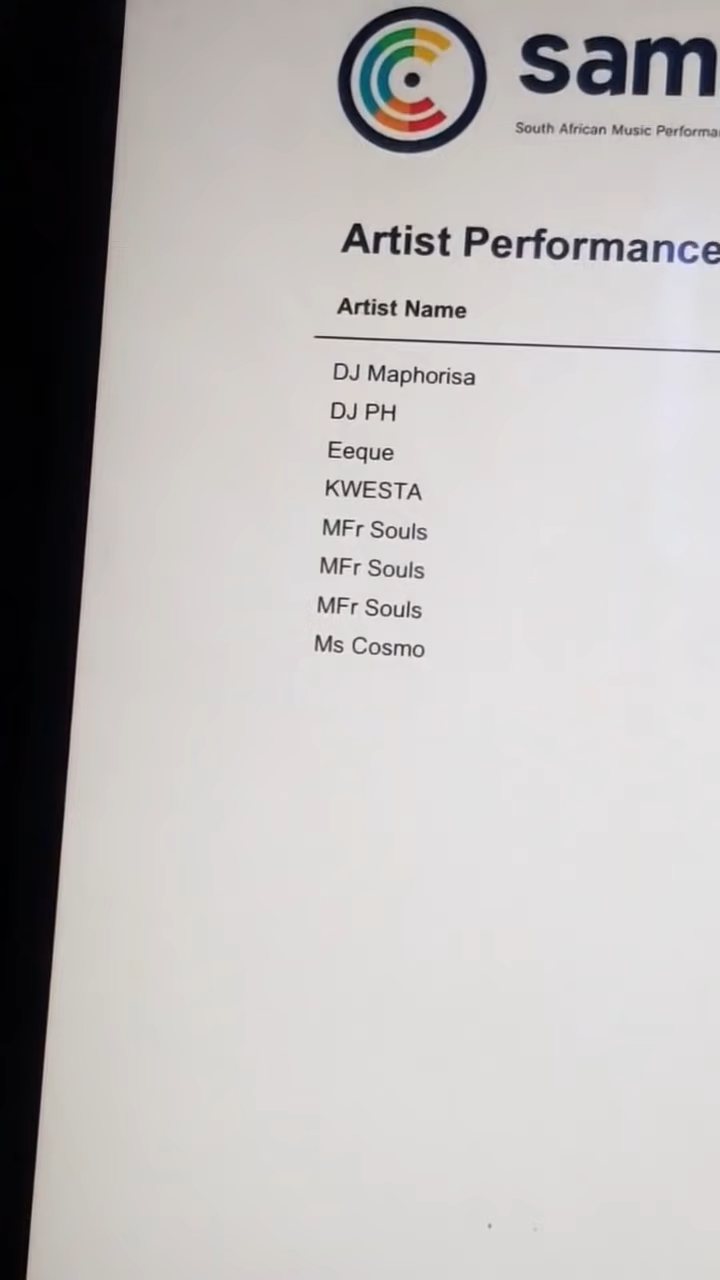 sam
South African Music Performa
Artist Performance
Artist Name
DJ Maphorisa
DJ PH
Eeque
KWESTA
MFr Souls
MFr Souls
MFr Souls
Ms Cosmo